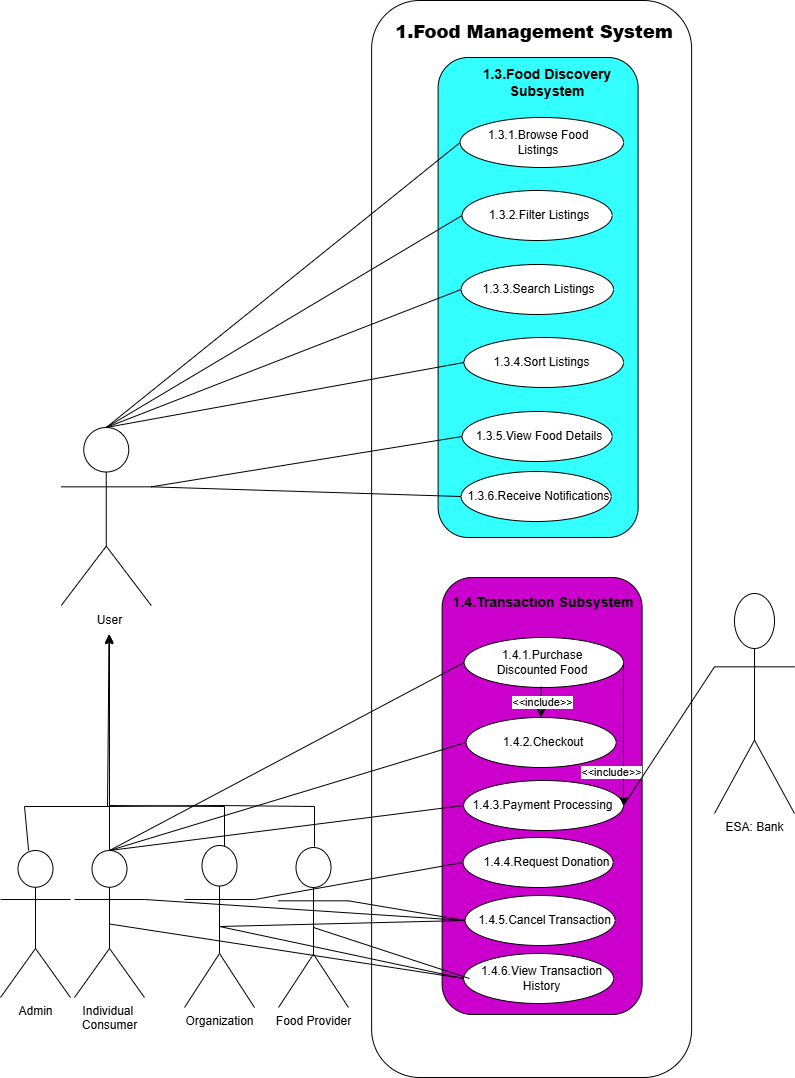 1.Food Management System
1.3.Food Discovery
Subsystem
1.3.1.Browse Food
Listings
1.3.2.Filter Listings
1.3.3.Search Listings
1.3.4.Sort Listings
1.3.5.View Food Details
1.3.6.Receive Notifications
User
1.4.Transaction Subsystem
1.4.1.Purchase
Discounted Food
<<include>>
1.4.2.Checkout
<<include>>
1.4.3.Payment Processing
ESA: Bank
1.4.4.Request Donation
1.4.5.Cancel Transaction
1.4.6.View Transaction
History
Admin
Individual
Consumer
Organization
Food Provider